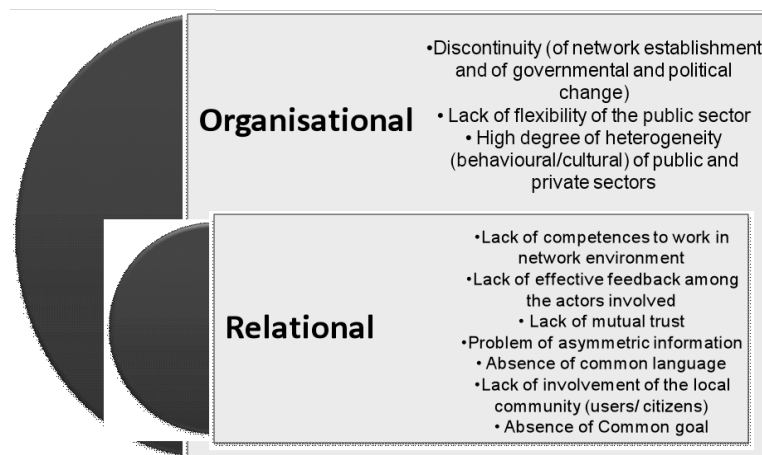 Organisational
•Discontinuity (of network establishment
and of governmental and political
change)
• Lack of flexibility of the public sector
• High degree of heterogeneity
(behavioural/cultural) of public and
private sectors
Relational
•Lack of competences to work in
network environment
•Lack of effective feedback among
the actors involved
• Lack of mutual trust
•Problem of asymmetric information
• Absence of common language
•Lack of involvement of the local
community (users/ citizens)
• Absence of Common goal